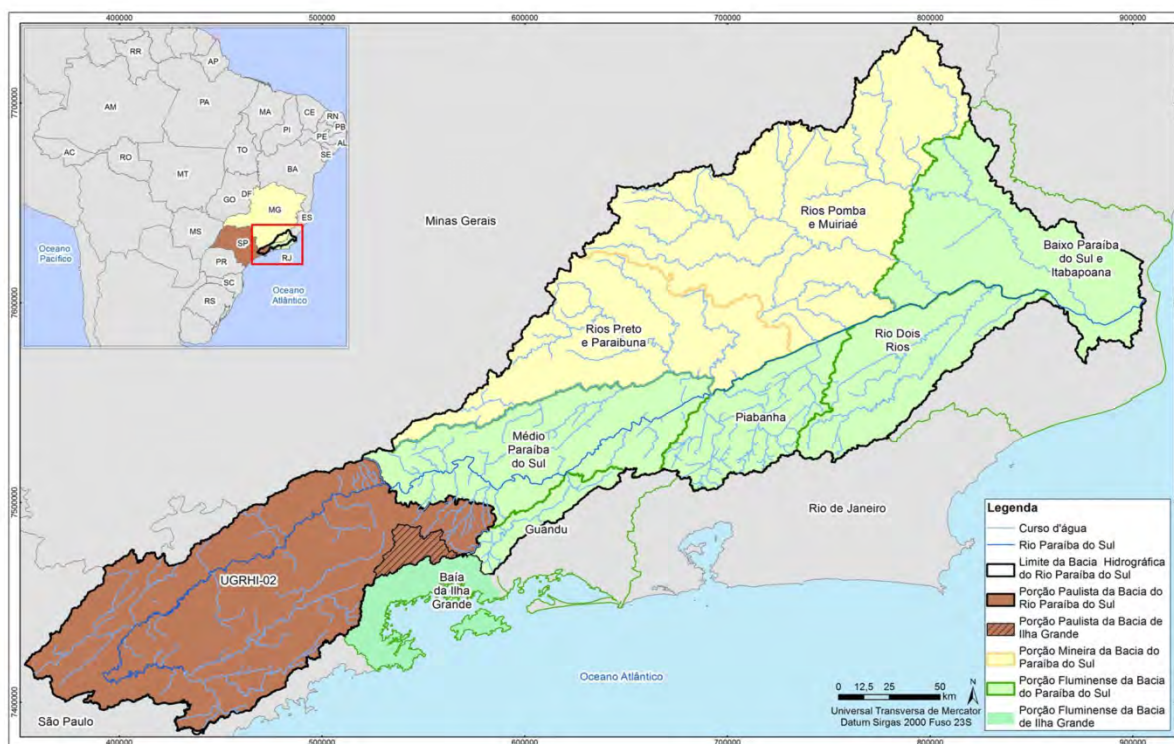 400000 500000 600000 700000 800000 900000
7700000
7600000
7500000
7400000
RR
AP
AM
PA
MA
CE
RN
PB
PI
PE
AL
SE
AC
RO
TO
BA
MT
GO
DF
MG
ES
MS
SP
RJ
PR
SC
RS
Oceano
Pacífico
Oceano
Atlântico
Minas Gerais
Rios Pomba
e Muiriaé
Baixo Paraíba
do Sul e
Itabapoana
Rios Preto
e Paraibuna
Rio Dois
Rios
Piabanha
Médio
Paraíba
do Sul
Guandu
Rio de Janeiro
UGRHI-02
Baía
da Ilha
Grande
São Paulo
Oceano Atlântico
0 12,5 25 50
km
N
Universal Transversa de Mercator
Datum Sirgas 2000 Fuso 23S
Legenda
Curso d'água
Rio Paraíba do Sul
Limite da Bacia Hidrográfica
do Rio Paraíba do Sul
Porção Paulista da Bacia do
Rio Paraíba do Sul
Porção Paulista da Bacia de
Ilha Grande
Porção Mineira da Bacia do
Paraíba do Sul
Porção Fluminense da Bacia
do Paraíba do Sul
Porção Fluminense da Bacia
de Ilha Grande
400000 500000 600000 700000 800000 900000